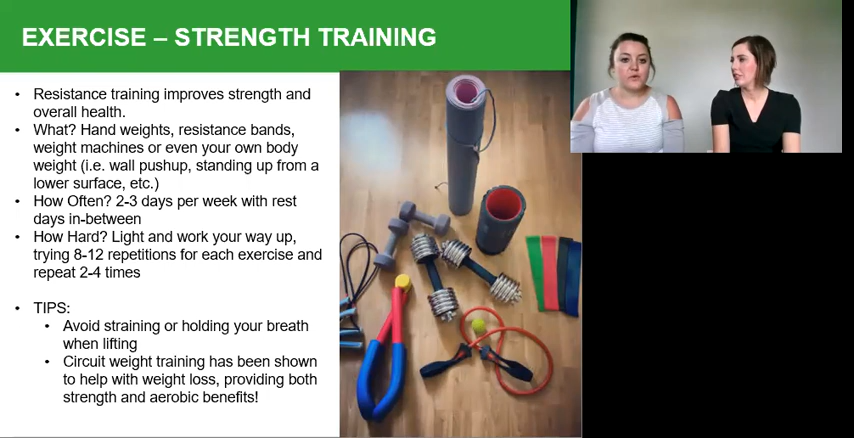 EXERCISE – STRENGTH TRAINING
• Resistance training improves strength and
overall health.
• What? Hand weights, resistance bands,
weight machines or even your own body
weight (i.e. wall pushup, standing up from a
lower surface, etc.)
• How Often? 2-3 days per week with rest
days in-between
• How Hard? Light and work your way up,
trying 8-12 repetitions for each exercise and
repeat 2-4 times
• TIPS:
• Avoid straining or holding your breath
when lifting
• Circuit weight training has been shown
to help with weight loss, providing both
strength and aerobic benefits!